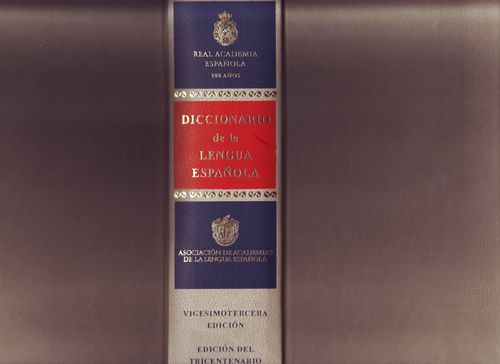 REAL ACADEMIA
ESPAÑOLA
300 AÑOS
DICCIONARIO
de la
LENGUA
ESPAÑOLA
ASOCIACIÓN DE ACADEMIAS
DE LA LENGUA ESPAÑOLA
VIGESIMOTERCERA
EDICIÓN
EDICIÓN DEL
TRICENTENARIO